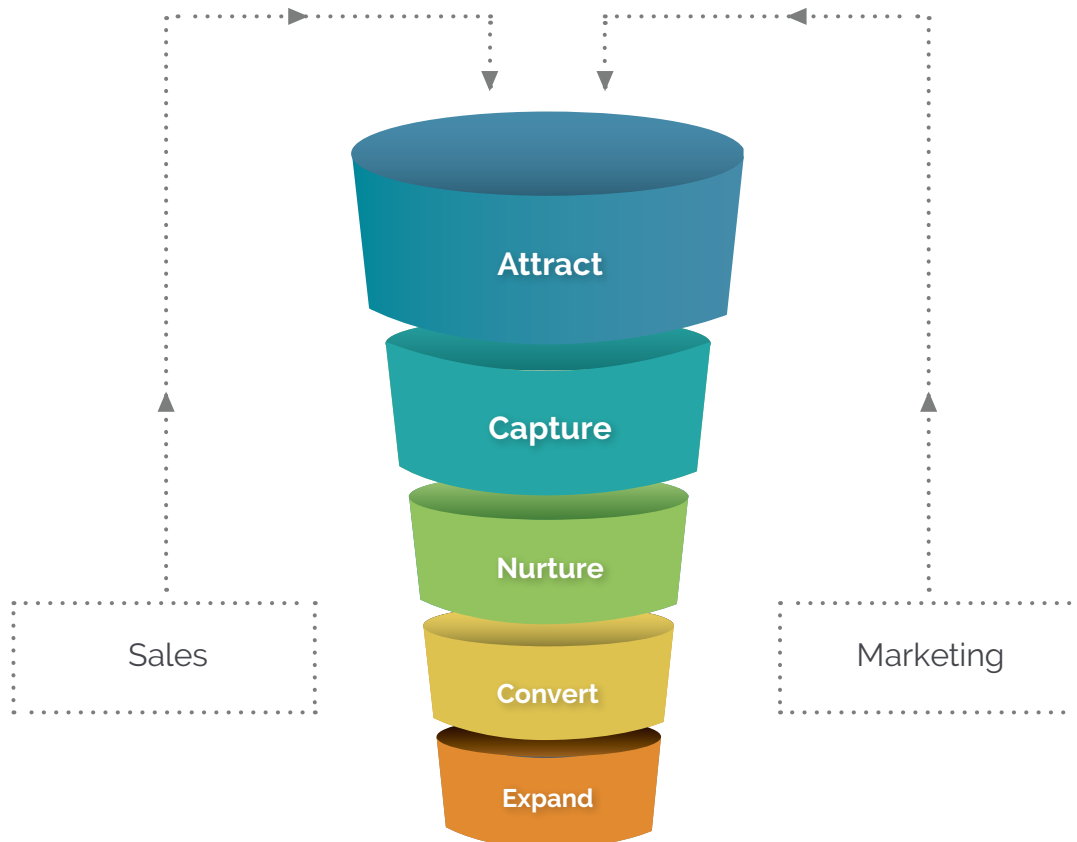 Attract
Capture
Nurture
Sales
Marketing
Convert
Expand